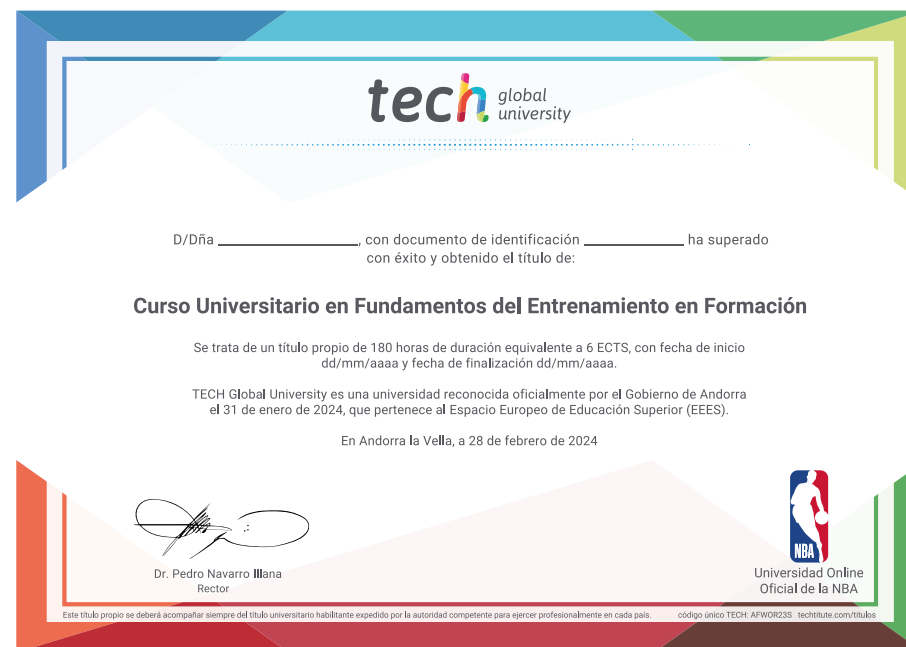 tech global university
D/Dña ____________________, con documento de identificación ______________ ha superado
con éxito y obtenido el título de:
Curso Universitario en Fundamentos del Entrenamiento en Formación
Se trata de un título propio de 180 horas de duración equivalente a 6 ECTS, con fecha de inicio
dd/mm/aaaa y fecha de finalización dd/mm/aaaa.
TECH Global University es una universidad reconocida oficialmente por el Gobierno de Andorra
el 31 de enero de 2024, que pertenece al Espacio Europeo de Educación Superior (EEES).
En Andorra la Vella, a 28 de febrero de 2024
Dr. Pedro Navarro Illana
Rector
NBA
Universidad Online
Oficial de la NBA
Este título propio se deberá acompañar siempre del título universitario habilitante expedido por la autoridad competente para ejercer profesionalmente en cada país.
código único TECH: AFWOR23S techtitute.com/titulos